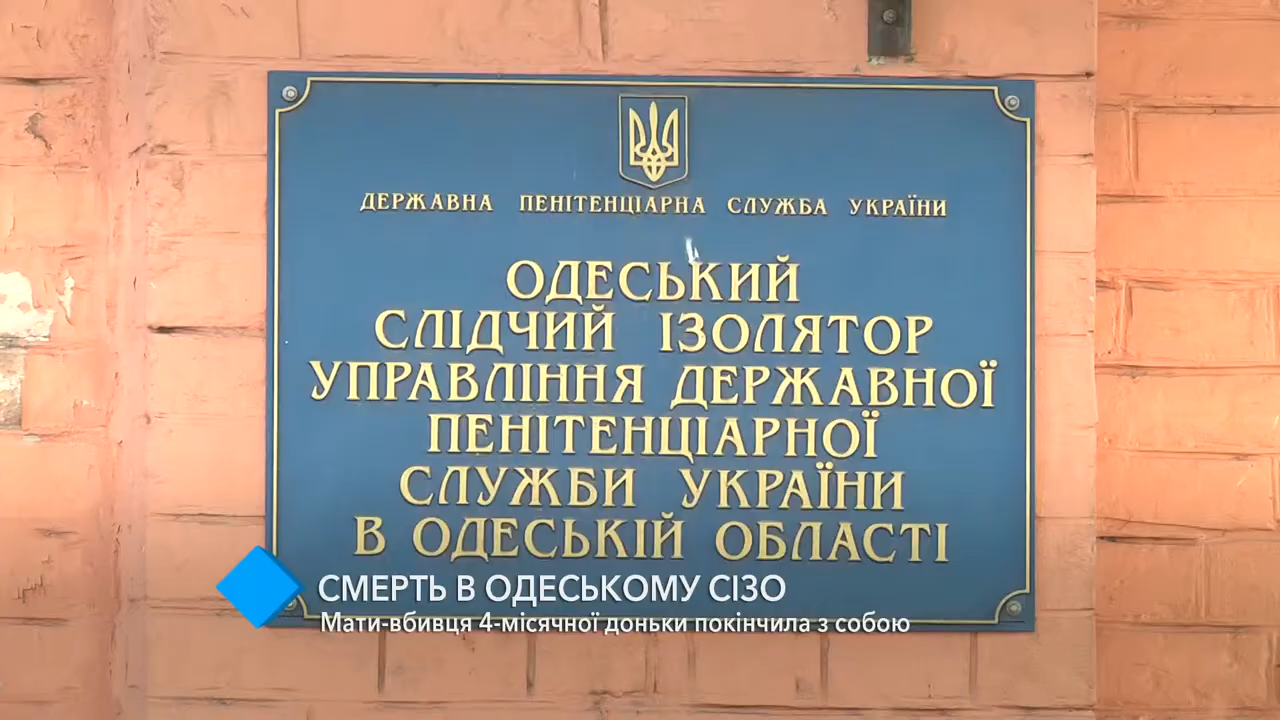 ДЕРЖАВНА ПЕНІТЕНЦІАРНА СЛУЖБА УКРАЇНИ
ОДЕСЬКИЙ
СЛІДЧИЙ ІЗОЛЯТОР
УПРАВЛІННЯ ДЕРЖАВНОЇ
ПЕНІТЕНЦІАРНОЇ
СЛУЖБИ УКРАЇНИ
В ОДЕСЬКІЙ ОБЛАСТІ
СМЕРТЬ В ОДЕСЬКОМУ СІЗО
Мати-вбивця 4-місячної доньки покінчила з собою